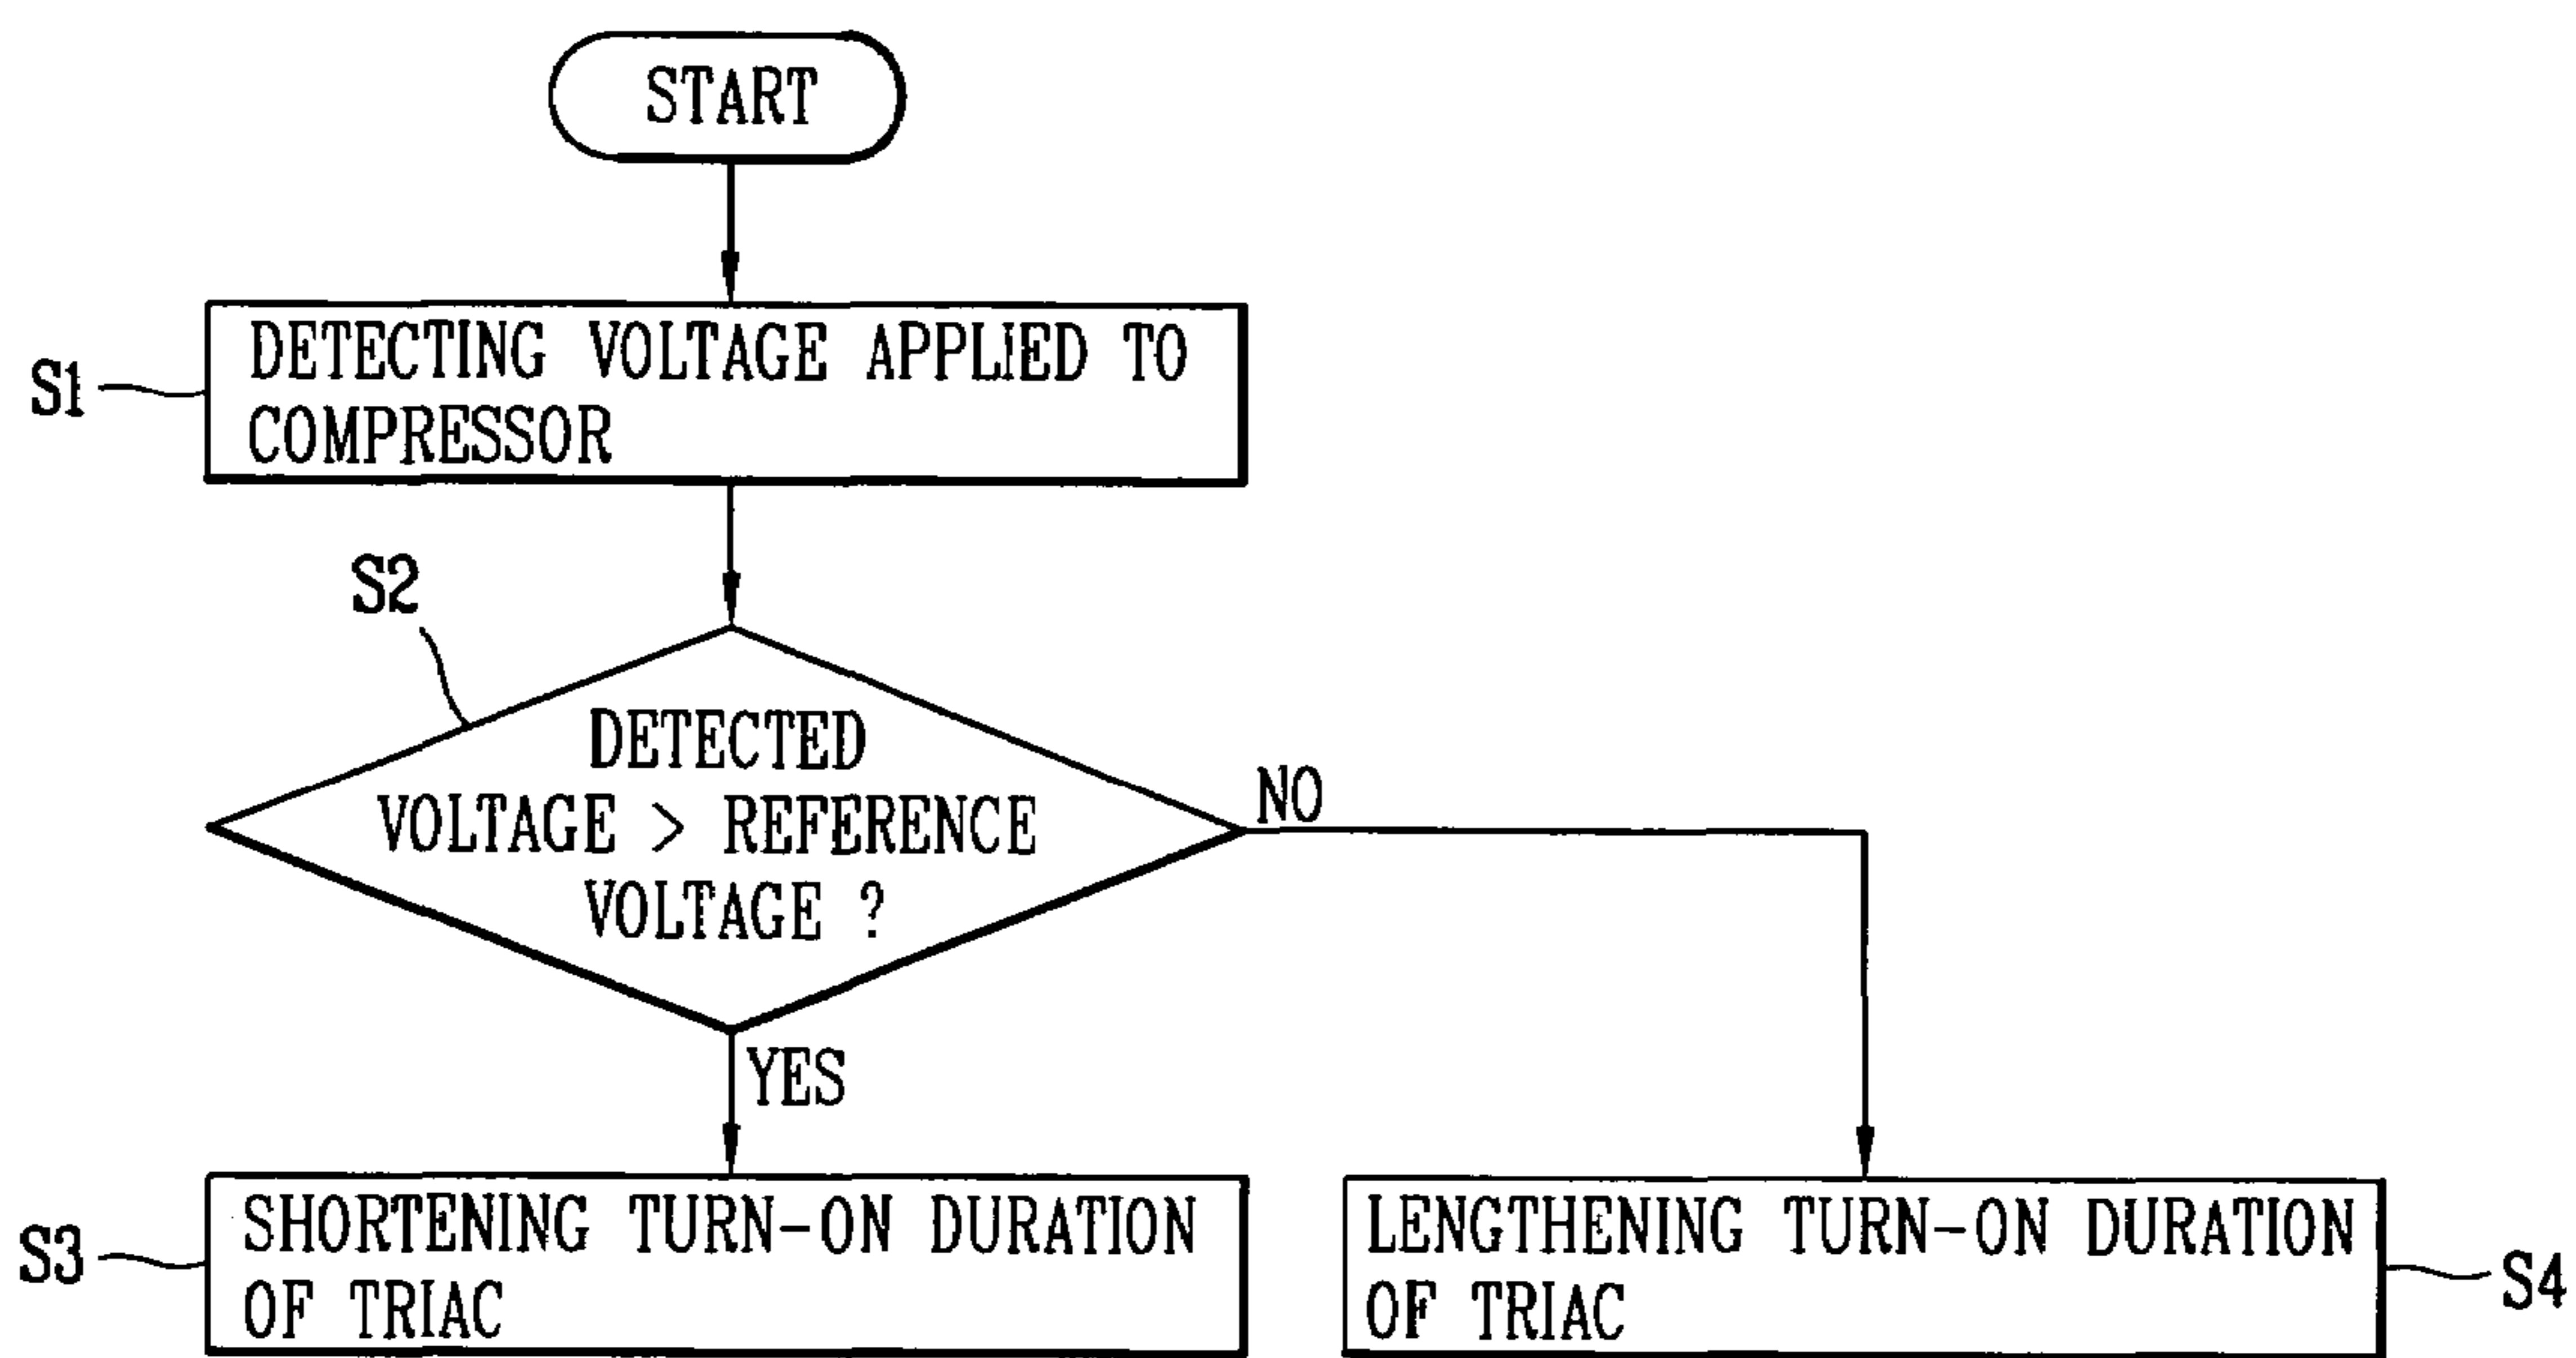 START
S1
DETECTING VOLTAGE APPLIED TO
COMPRESSOR
S2
DETECTED
VOLTAGE > REFERENCE
VOLTAGE ?
NO
YES
S3
SHORTENING TURN-ON DURATION
OF TRIAC
LENGTHENING TURN-ON DURATION
OF TRIAC
S4